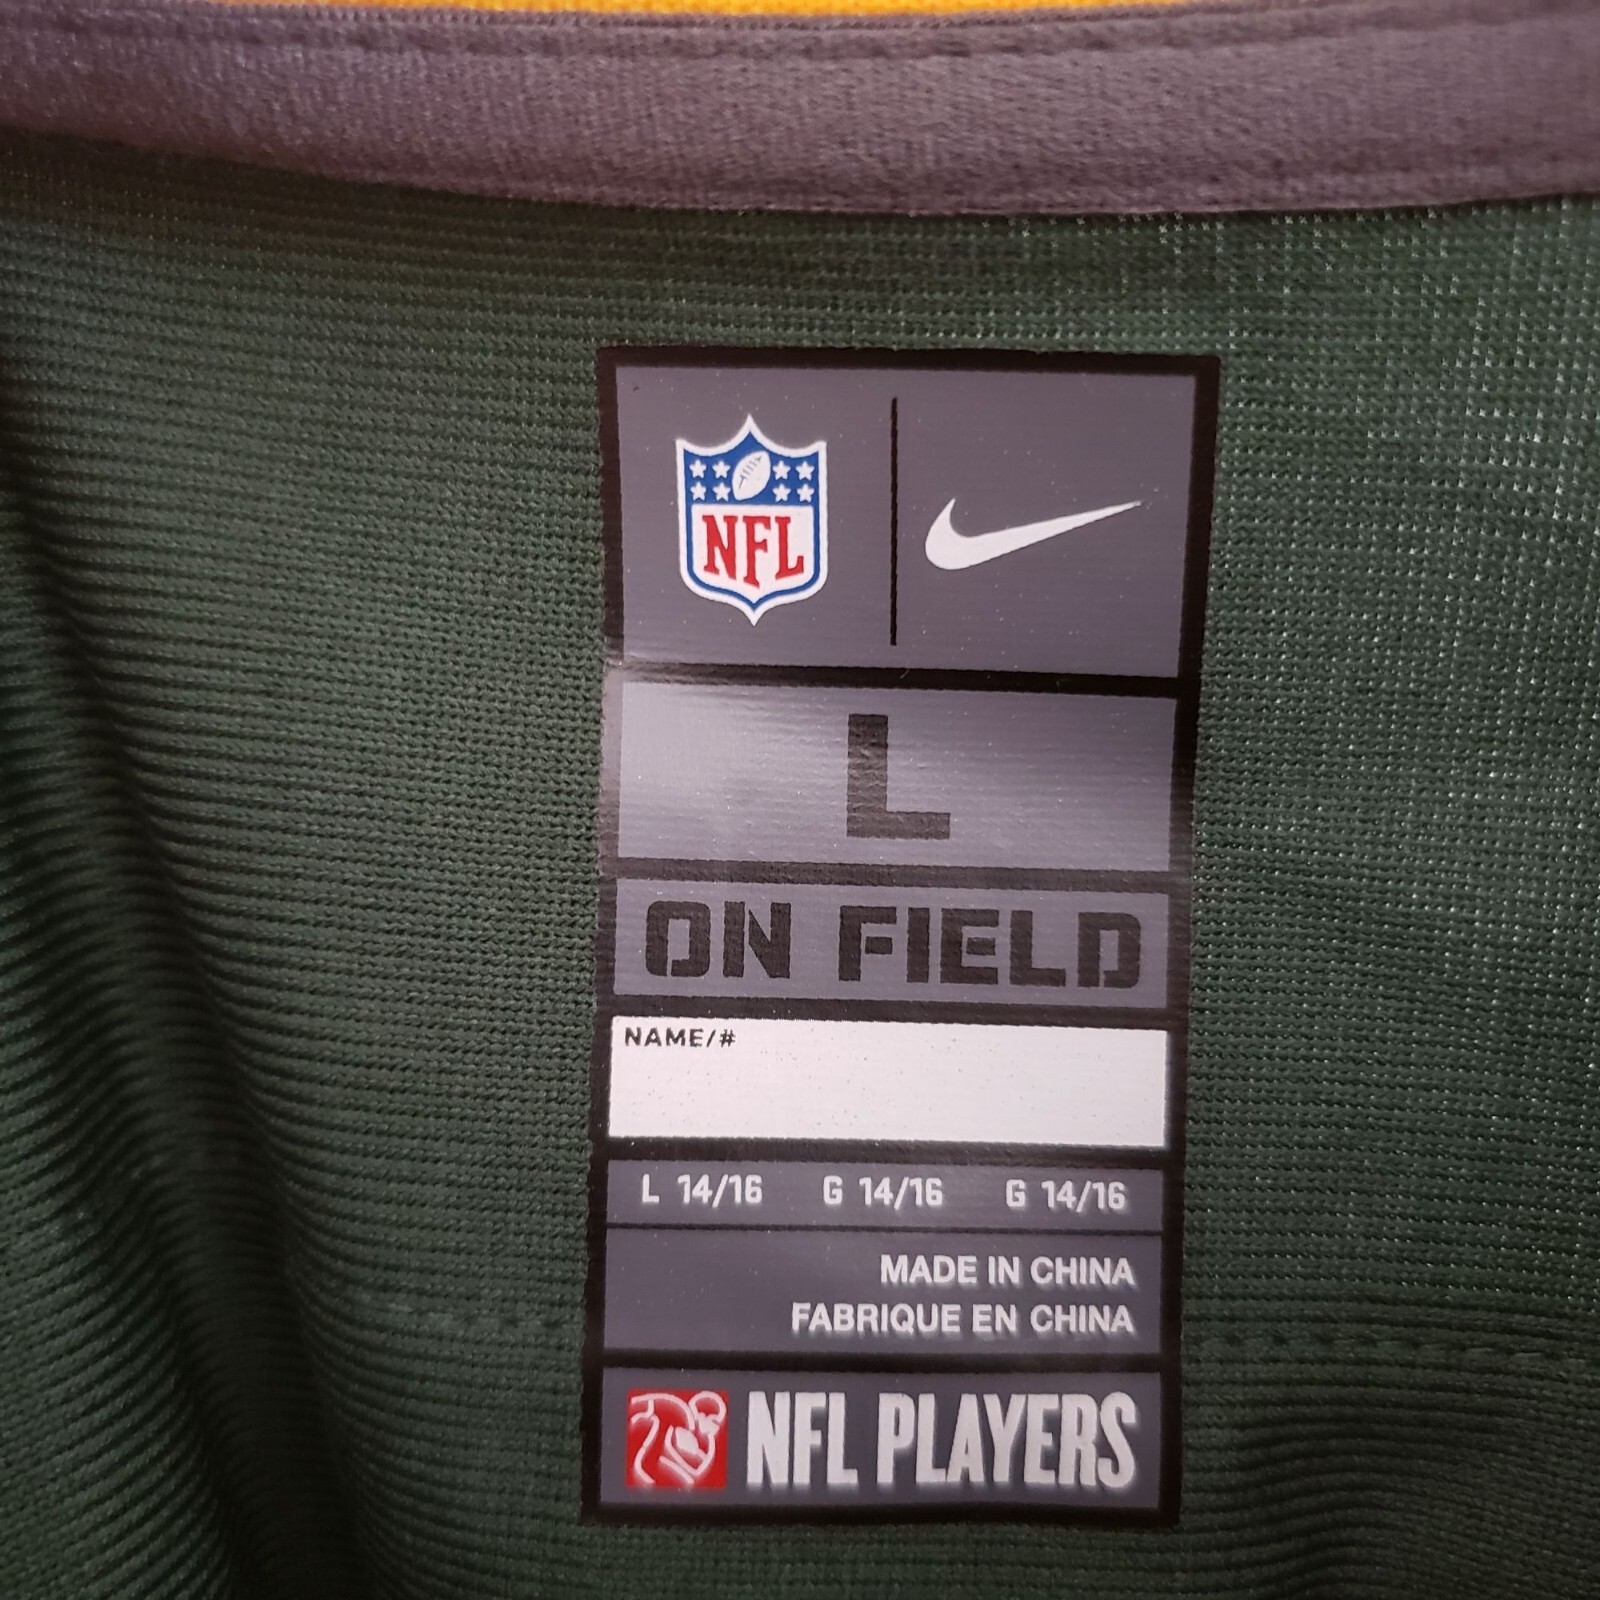 NFL
L
ON FIELD
NAME/#
L 14/16 G 14/16 G 14/16
MADE IN CHINA
FABRIQUE EN CHINA
NFL PLAYERS